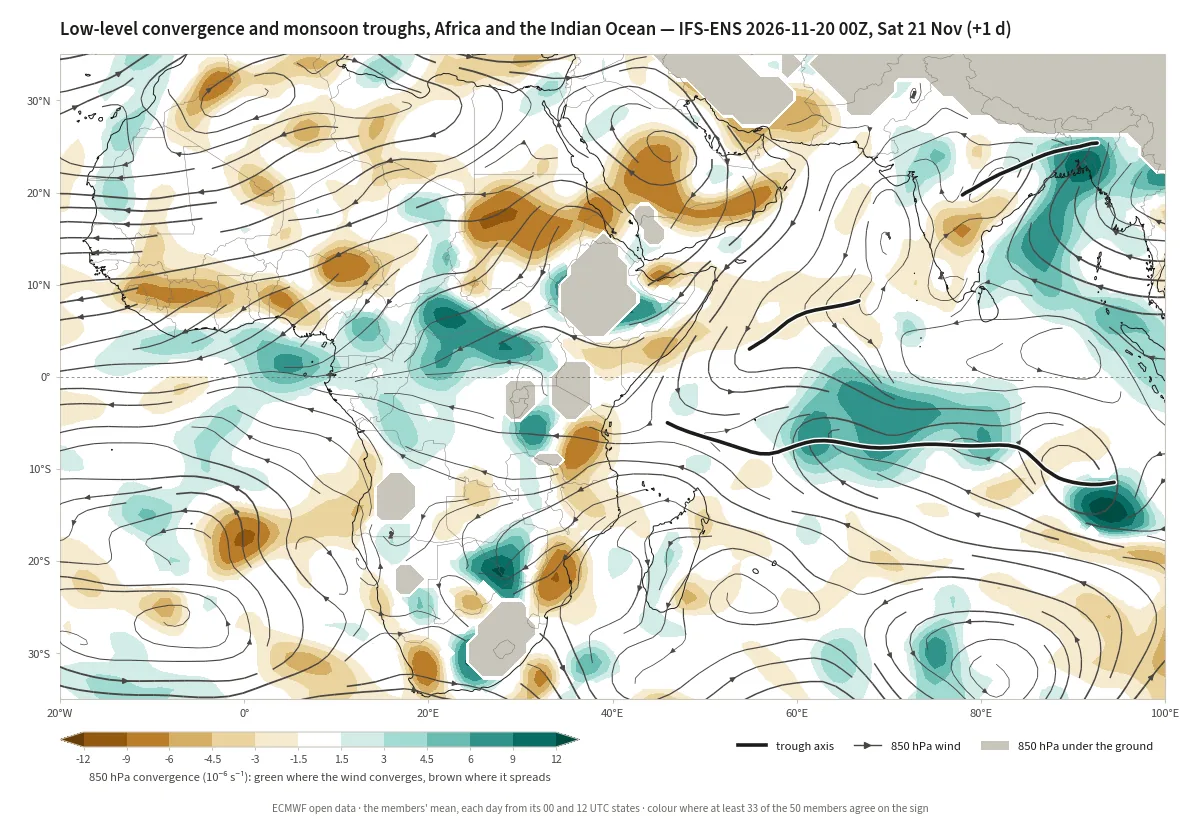 Low-level convergence and monsoon troughs, Africa and the Indian Ocean — IFS-ENS 2026-11-20 00Z, Sat 21 Nov (+1 d)
30°N
20°N
10°N
0°
10°S
20°S
30°S
20°W 0° 20°E 40°E 60°E 80°E 100°E
-12 -9 -6 -4.5 -3 -1.5 1.5 3 4.5 6 9 12
850 hPa convergence (10⁻⁶ s⁻¹): green where the wind converges, brown where it spreads
trough axis 850 hPa wind 850 hPa under the ground
ECMWF open data · the members' mean, each day from its 00 and 12 UTC states · colour where at least 33 of the 50 members agree on the sign